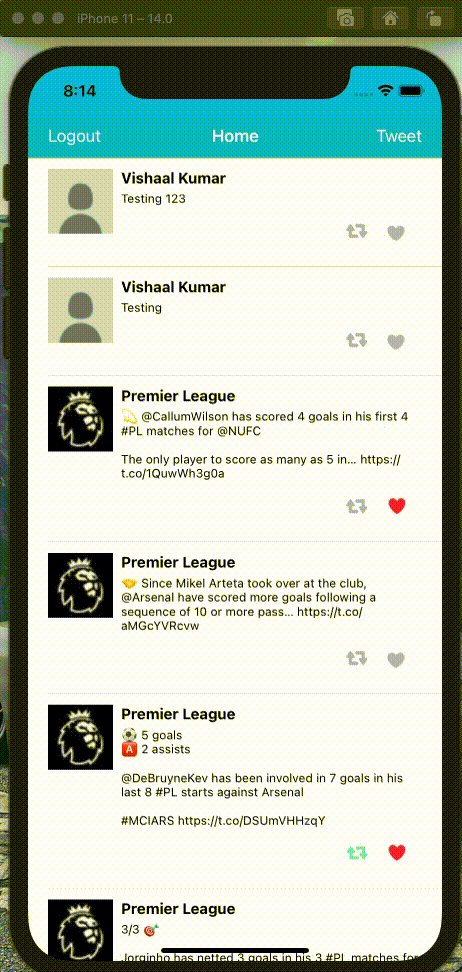 iPhone 11 – 14.0
8:14
Logout Home Tweet
Vishaal Kumar
Testing 123
Vishaal Kumar
Testing
Premier League
💫 @CallumWilson has scored 4 goals in his first 4
#PL matches for @NUFC
The only player to score as many as 5 in… https://
t.co/1QuwWh3g0a
Premier League
🤝 Since Mikel Arteta took over at the club,
@Arsenal have scored more goals following a
sequence of 10 or more pass… https://t.co/
aMGcYVRcvw
Premier League
⚽ 5 goals
🅰 2 assists
@DeBruyneKev has been involved in 7 goals in his
last 8 #PL starts against Arsenal
#MCIARS https://t.co/DSUmVHHzqY
Premier League
3/3 🎯
Jorginho has netted 3 goals in his 3 #PL matches for